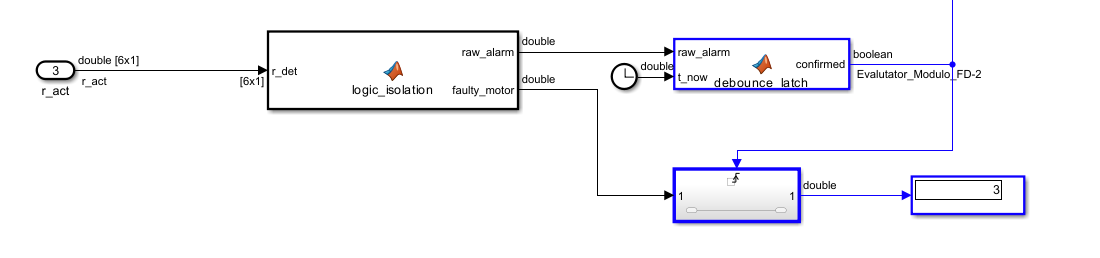 double [6x1]
3
r_act
r_act
[6x1]
r_det
raw_alarm
faulty_motor
logic_isolation
double
double
double
raw_alarm
t_now
confirmed
debounce_latch
boolean
Evalutator_Modulo_FD-2
1
1
double
3